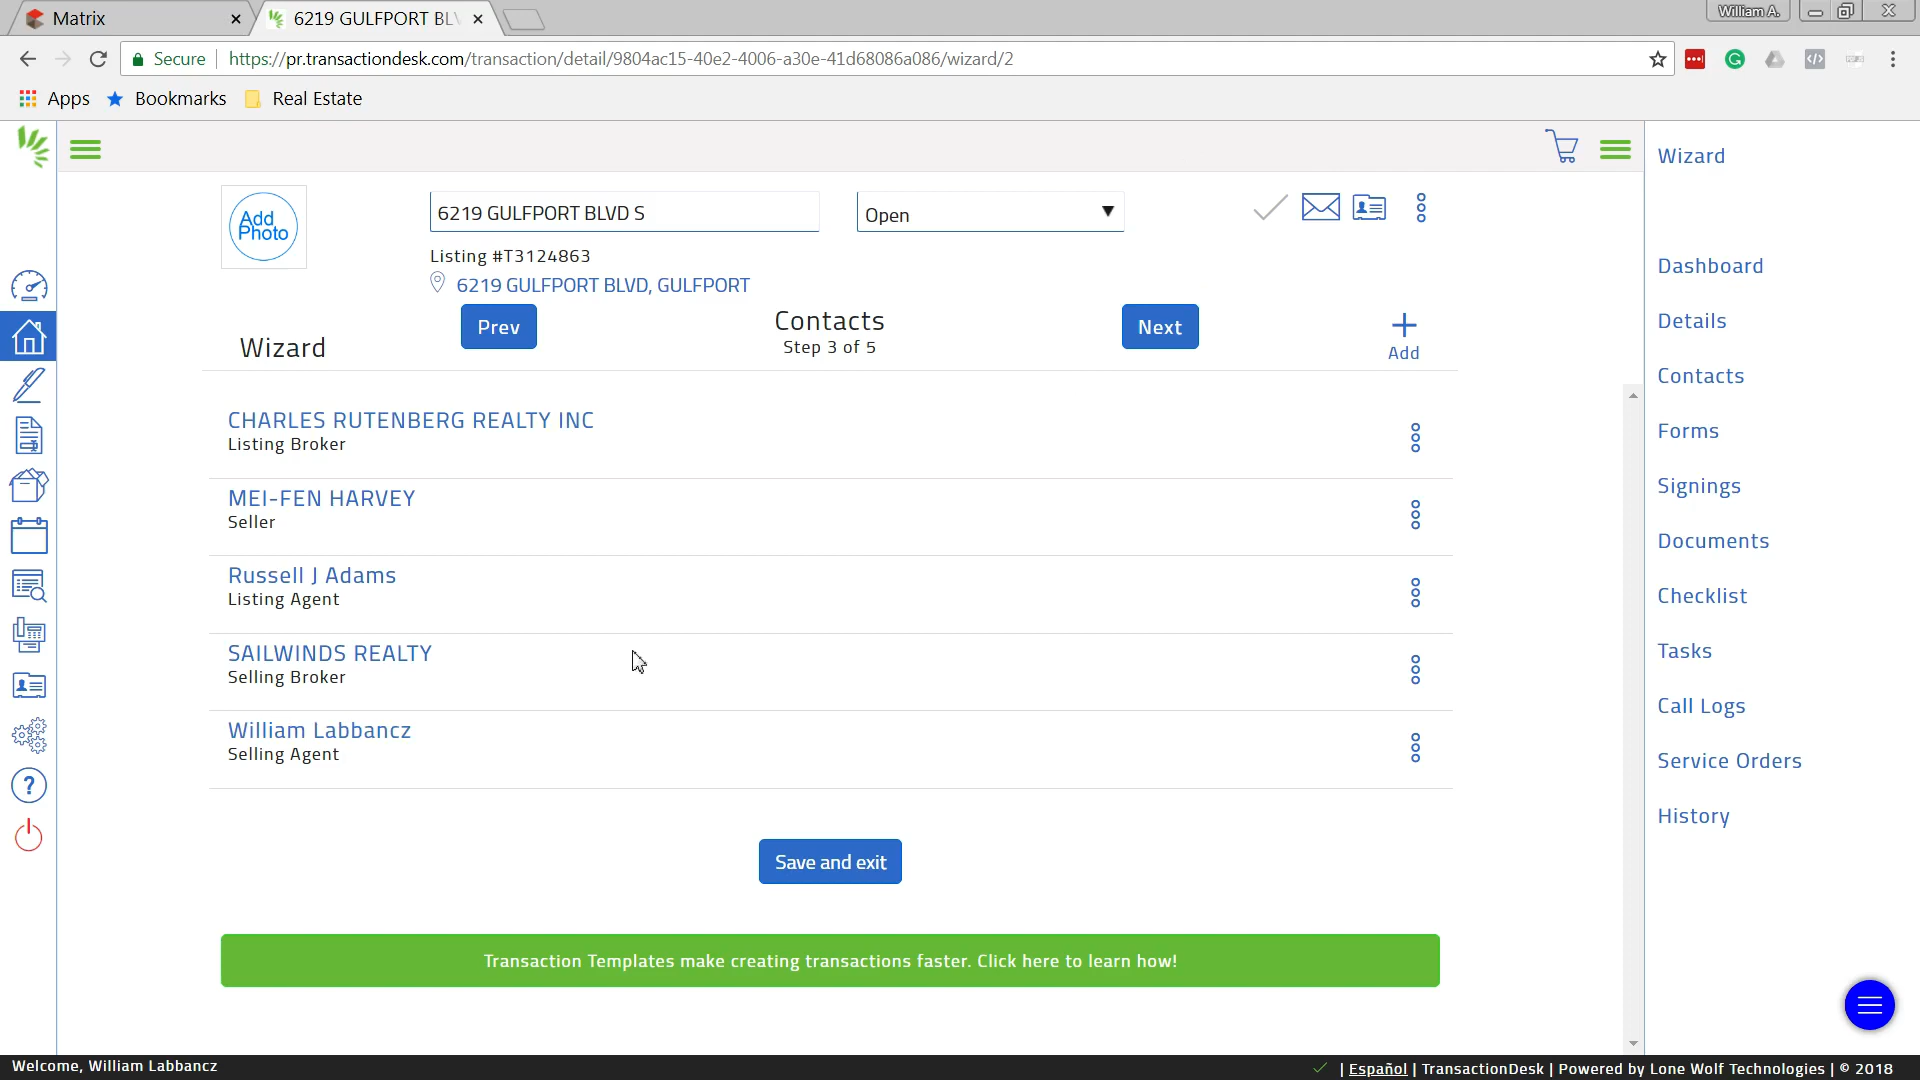 Matrix
6219 GULFPORT BL
William A.
Secure
https://pr.transactiondesk.com/transaction/detail/9804ac15-40e2-4006-a30e-41d68086a086/wizard/2
Apps
Bookmarks
Real Estate
Wizard
Add
Photo
6219 GULFPORT BLVD S
Open
Listing #T3124863
6219 GULFPORT BLVD, GULFPORT
Wizard
Prev
Contacts
Step 3 of 5
Next
Add
CHARLES RUTENBERG REALTY INC
Listing Broker
MEI-FEN HARVEY
Seller
Russell J Adams
Listing Agent
SAILWINDS REALTY
Selling Broker
William Labbancz
Selling Agent
Save and exit
Transaction Templates make creating transactions faster. Click here to learn how!
Dashboard
Details
Contacts
Forms
Signings
Documents
Checklist
Tasks
Call Logs
Service Orders
History
Welcome, William Labbancz
| Español | TransactionDesk | Powered by Lone Wolf Technologies | © 2018